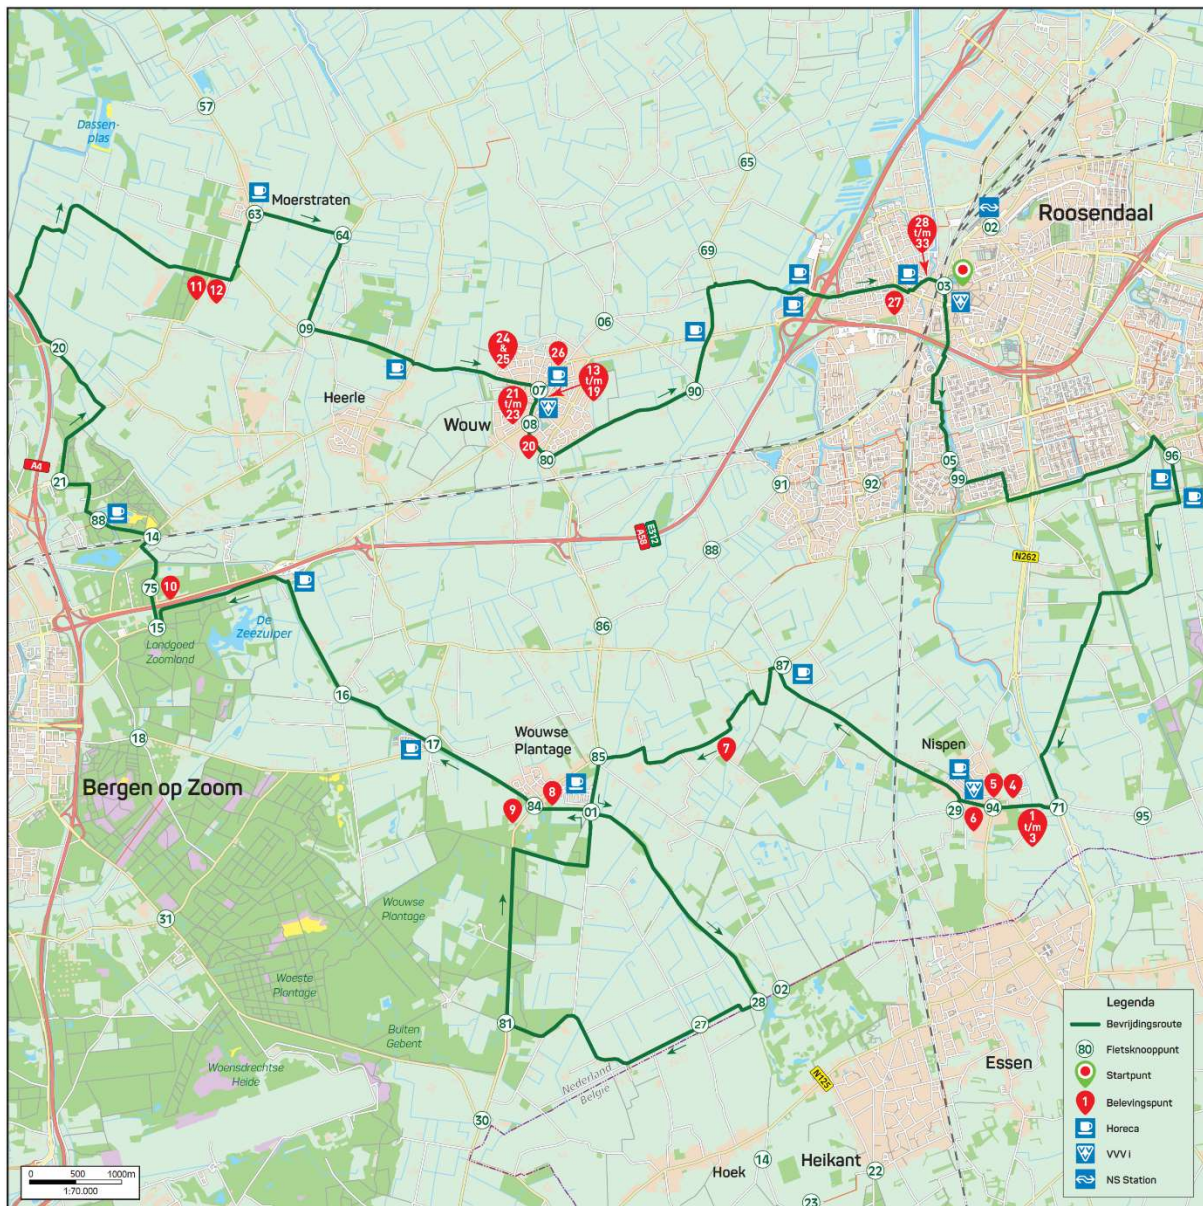 57
Dassen-
plas
Moerstraten
63
64
65
02
Roosendaal
69
28
t/m
33
03
11
12
09
06
27
20
24
&
25
26
13
t/m
19
07
21
t/m
23
08
Heerle
Wouw
90
20
80
A4
21
88
14
91
92
05
99
96
E312
A58
88
N262
75
10
15
De
Zeezuiper
Landgoed
Zoomland
86
16
87
18
17
Wouwse
Plantage
85
7
Nispen
Bergen op Zoom
9
8
84
01
5
4
29
94
71
6
1
t/m
3
95
31
Wouwse
Plantage
Woeste
Plantage
02
28
81
27
Buiten
Gebent
Woensdrechtse
Heide
Nederland
België
N125
Essen
30
14
Hoek
Heikant
22
23
Legenda
Bevrijdingsroute
80 Fietsknooppunt
Startpunt
1 Belevingspunt
Horeca
VVV i
NS Station
0 500 1000m
1:70.000